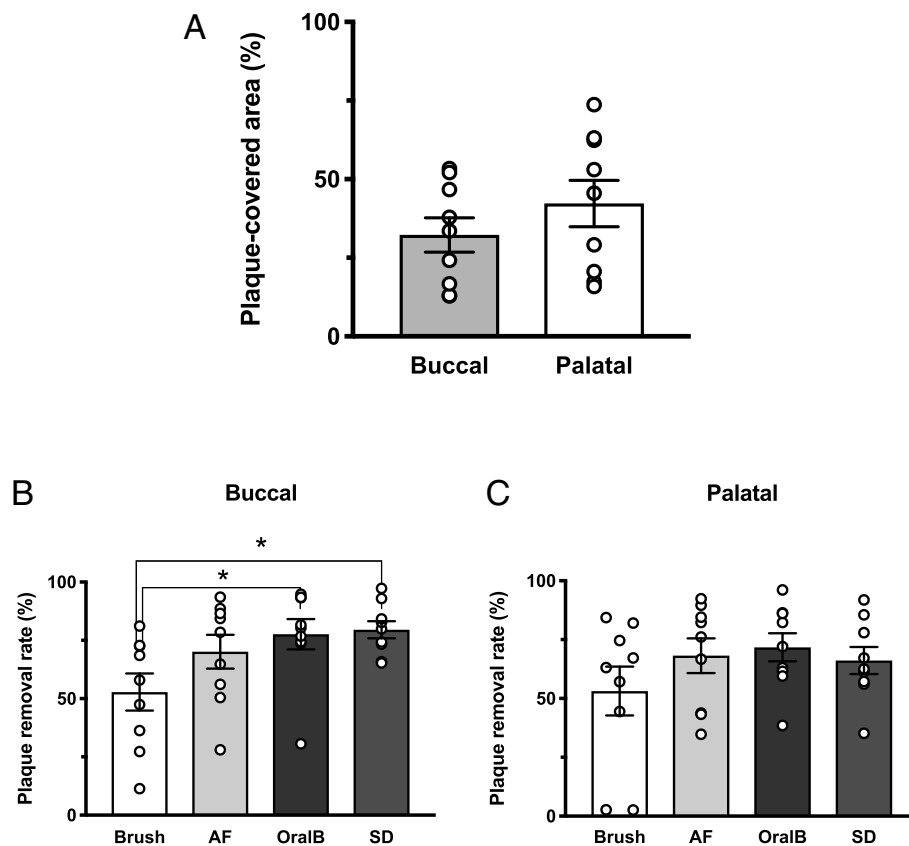 A
Plaque-covered area (%)
100
50
0
Buccal Palatal
B
Buccal
*
*
Plaque removal rate (%)
100
50
0
Brush AF OralB SD
C
Palatal
Plaque removal rate (%)
100
50
0
Brush AF OralB SD